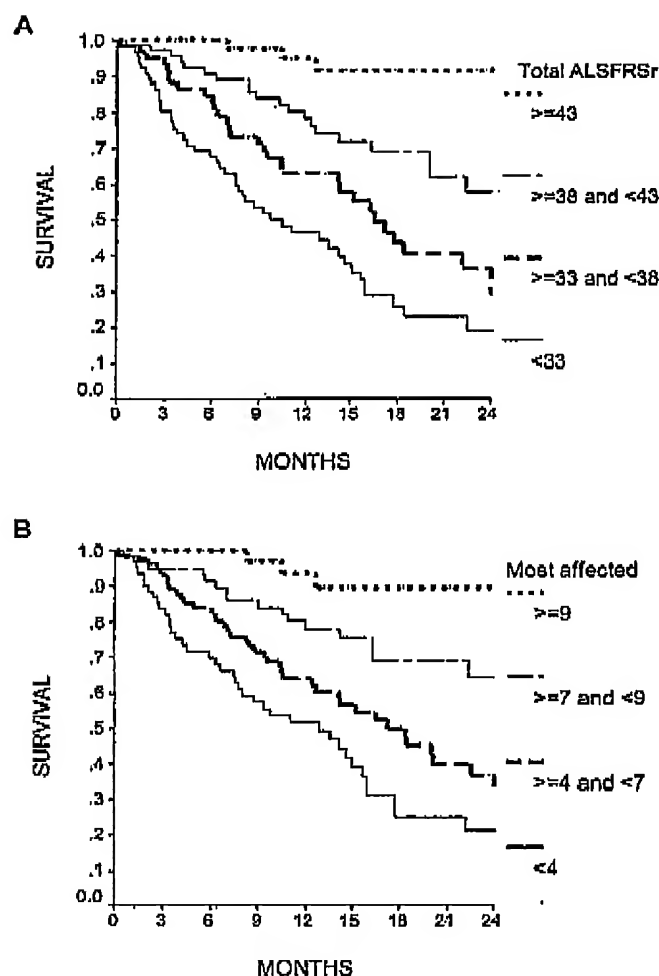 A
1.0
.9
.8
.7
.6
.5
.4
.3
.2
.1
0.0
SURVIVAL
0 3 6 9 12 15 18 21 24
MONTHS
Total ALSFRSr
>=43
>=38 and <43
>=33 and <38
<33
B
1.0
.9
.8
.7
.6
.5
.4
.3
.2
.1
0.0
SURVIVAL
0 3 6 9 12 15 18 21 24
MONTHS
Most affected
>=9
>=7 and <9
>=4 and <7
<4